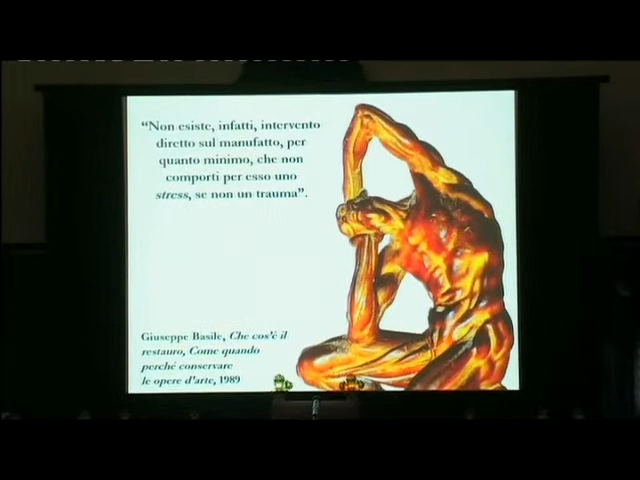 “Non esiste, infatti, intervento
diretto sul manufatto, per
quanto minimo, che non
comporti per esso uno
stress, se non un trauma”.
Giuseppe Basile, Che cos’è il
restauro, Come quando
perché conservare
le opere d’arte, 1989